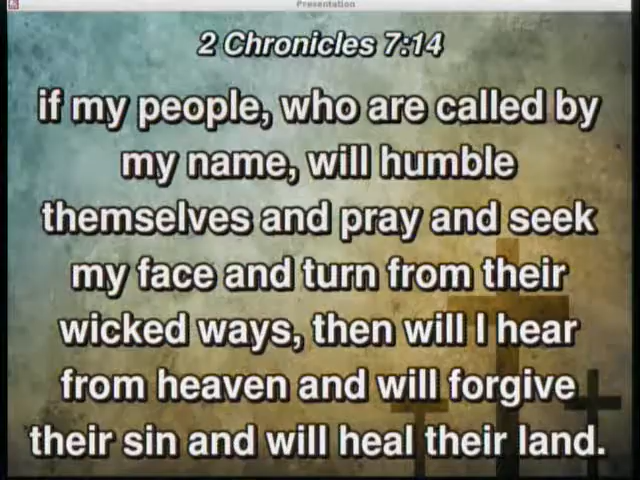 Presentation
2 Chronicles 7:14
if my people, who are called by
my name, will humble
themselves and pray and seek
my face and turn from their
wicked ways, then will I hear
from heaven and will forgive
their sin and will heal their land.